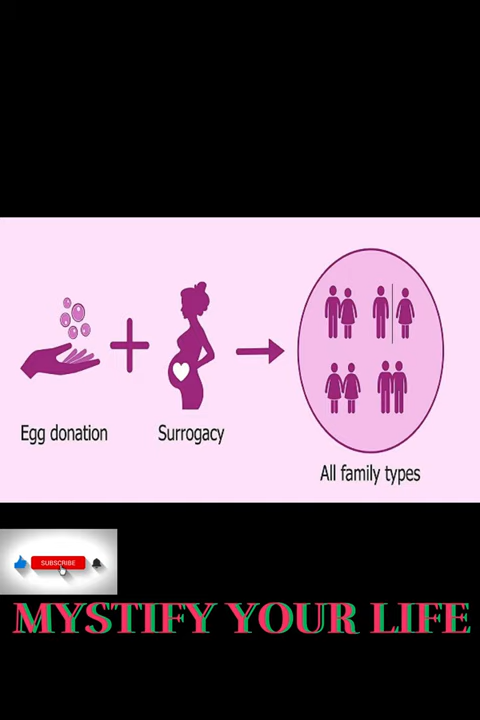 Egg donation
Surrogacy
All family types
SUBSCRIBE
MYSTIFY YOUR LIFE